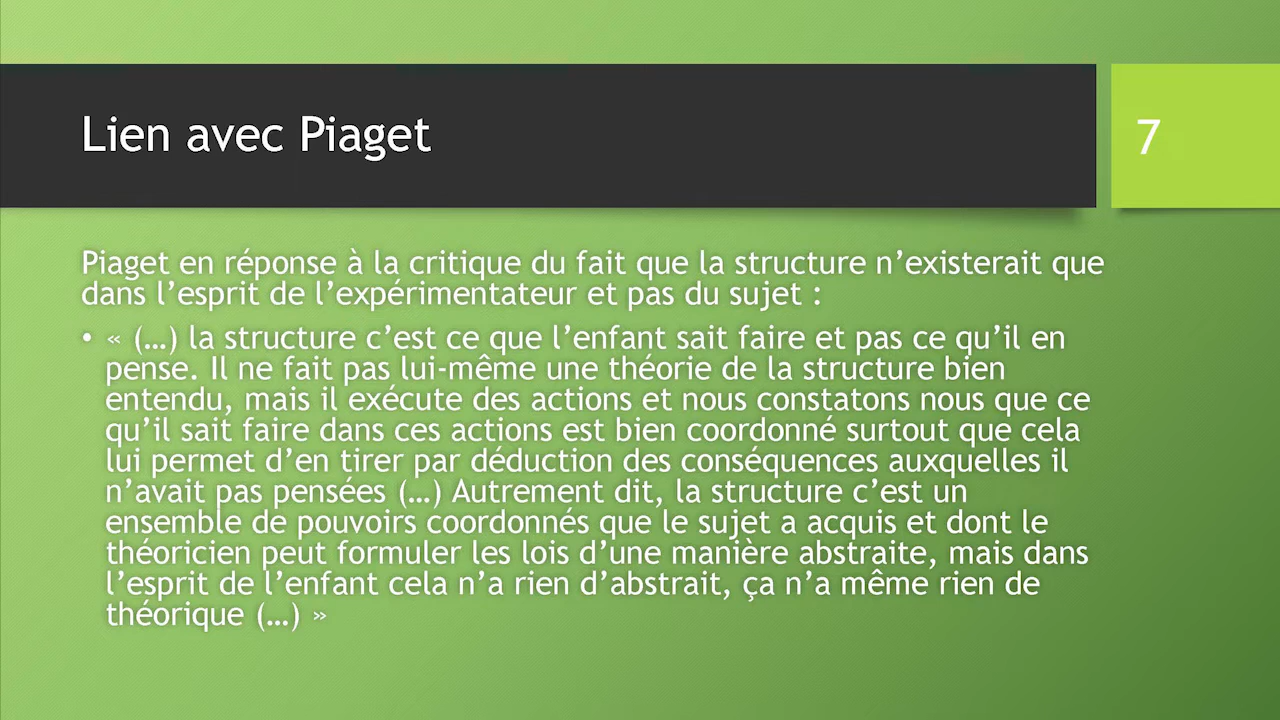 Lien avec Piaget
7
Piaget en réponse à la critique du fait que la structure n’existerait que
dans l’esprit de l’expérimentateur et pas du sujet :
• « (…) la structure c’est ce que l’enfant sait faire et pas ce qu’il en
pense. Il ne fait pas lui-même une théorie de la structure bien
entendu, mais il exécute des actions et nous constatons nous que ce
qu’il sait faire dans ces actions est bien coordonné surtout que cela
lui permet d’en tirer par déduction des conséquences auxquelles il
n’avait pas pensées (…) Autrement dit, la structure c’est un
ensemble de pouvoirs coordonnés que le sujet a acquis et dont le
théoricien peut formuler les lois d’une manière abstraite, mais dans
l’esprit de l’enfant cela n’a rien d’abstrait, ça n’a même rien de
théorique (…) »